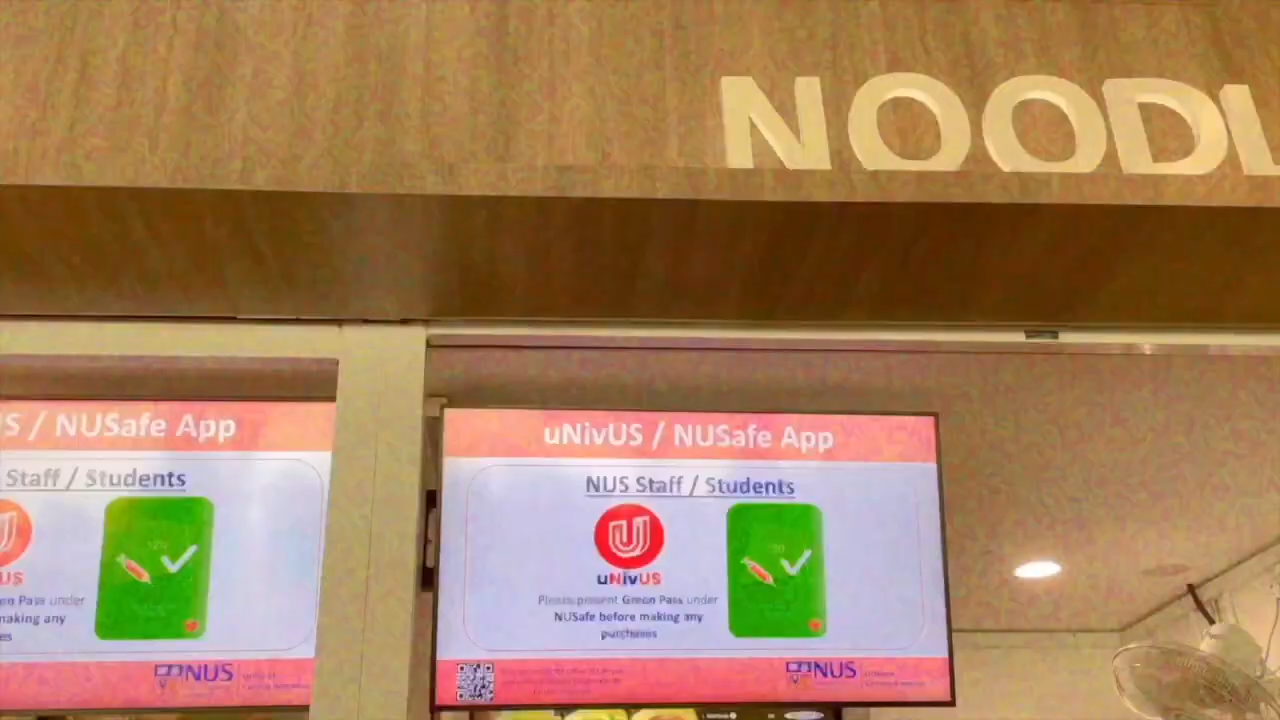 NOODL
S / NUSafe App
Staff / Students
US
Pass under
making any
es
NUS
uNivUS / NUSafe App
NUS Staff / Students
uNivUS
Please present Green Pass under
NUSafe before making any
purchases
NUS